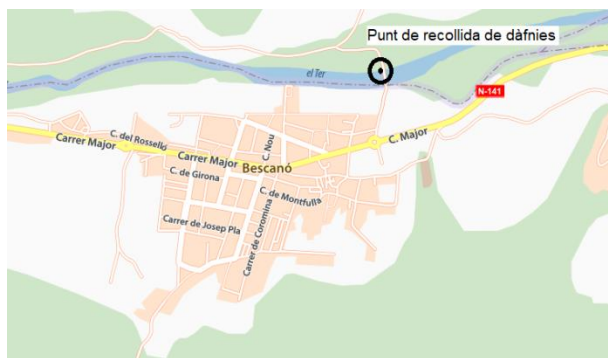 Punt de recollida de dàfnies
el Ter
N-141
C. Major
C. del Rosselló
Carrer Major
C. Nou
Carrer Major
Bescanó
C. de Girona
C. de Montfulla
Carrer de Josep Pla
Carrer de Coromina